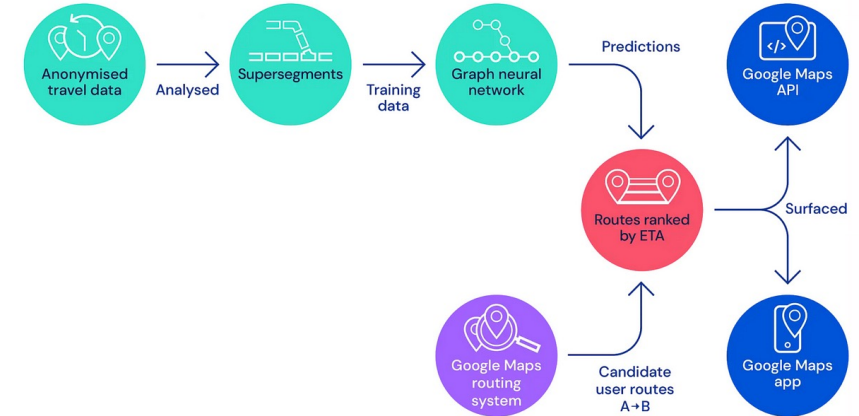 Anonymised
travel data
Analysed
Supersegments
Training
data
Graph neural
network
Predictions
</>
Google Maps
API
Routes ranked
by ETA
Surfaced
Google Maps
routing
system
Candidate
user routes
A→B
Google Maps
app